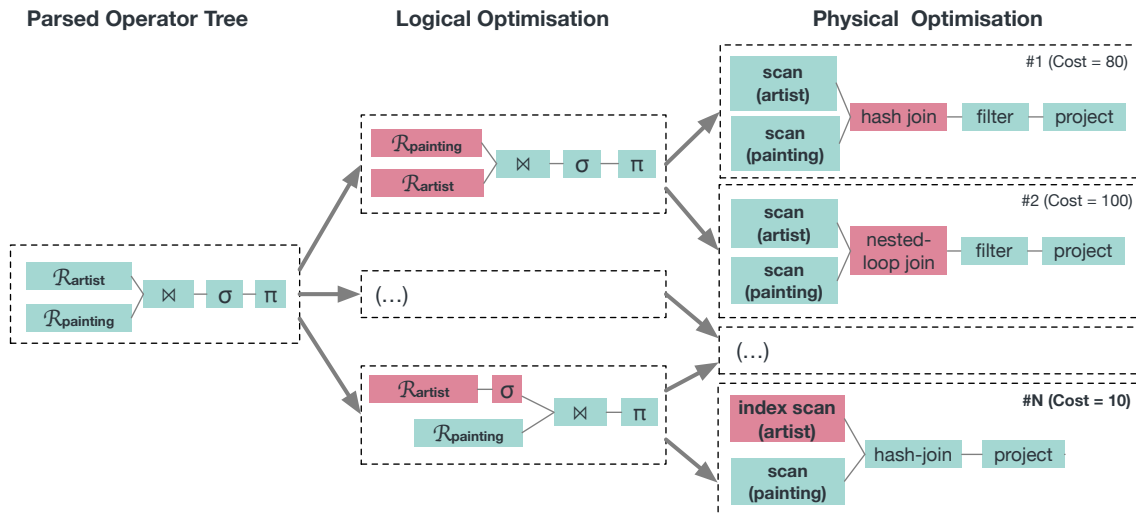 Parsed Operator Tree
Logical Optimisation
Physical Optimisation
ℛartist
ℛpainting
⋈
σ
π
ℛpainting
ℛartist
⋈
σ
π
(...)
ℛartist
σ
ℛpainting
⋈
π
#1 (Cost = 80)
scan
(artist)
scan
(painting)
hash join
filter
project
#2 (Cost = 100)
scan
(artist)
scan
(painting)
nested-
loop join
filter
project
(...)
#N (Cost = 10)
index scan
(artist)
scan
(painting)
hash-join
project